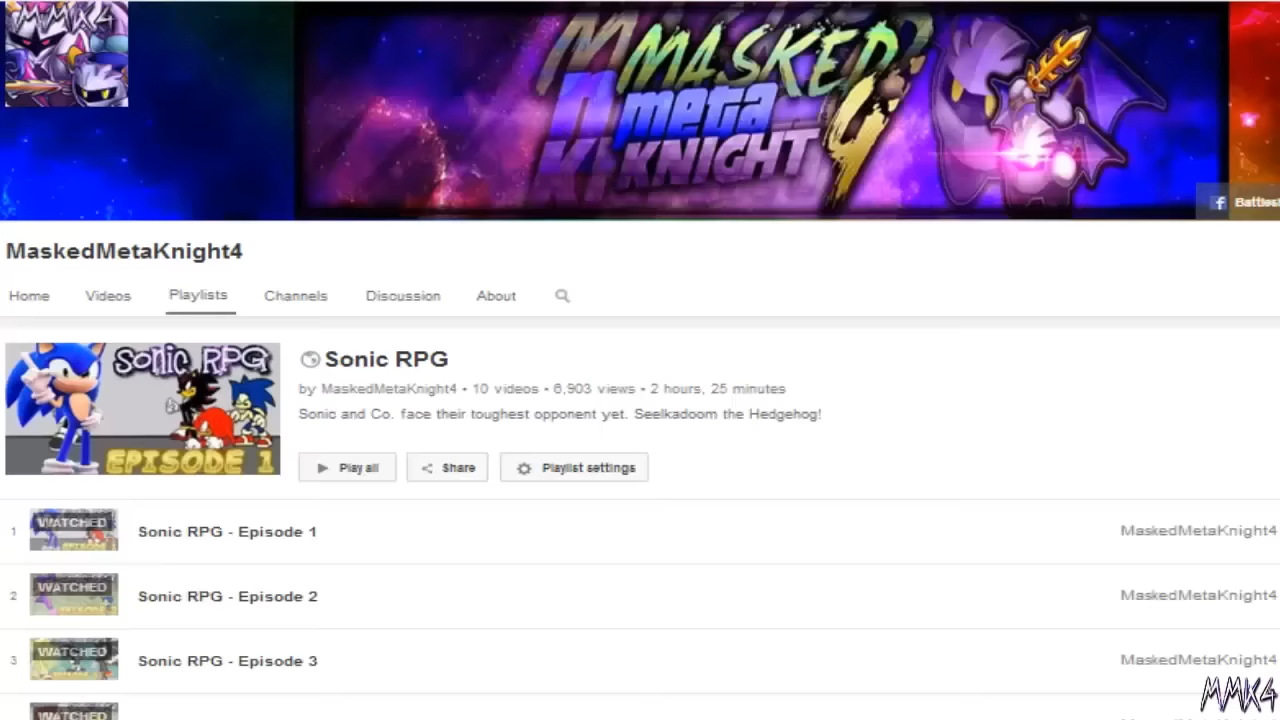 MMK4
MASKED
meta
KNIGHT
4
Battles
MaskedMetaKnight4
Home Videos Playlists Channels Discussion About
SONIC RPG
EPISODE 1
Sonic RPG
by MaskedMetaKnight4 • 10 videos • 6,903 views • 2 hours, 25 minutes
Sonic and Co. face their toughest opponent yet. Seelkadoom the Hedgehog!
Play all Share Playlist settings
1 WATCHED Sonic RPG - Episode 1 MaskedMetaKnight4
2 WATCHED Sonic RPG - Episode 2 MaskedMetaKnight4
3 WATCHED Sonic RPG - Episode 3 MaskedMetaKnight4
WATCHED
MMK4